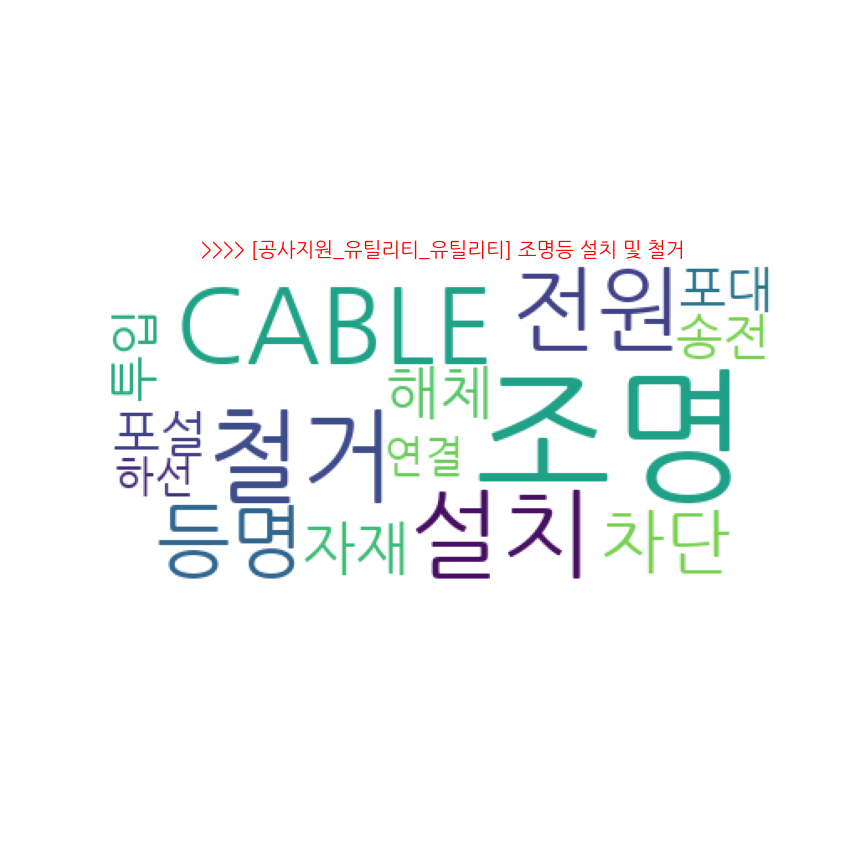 >>>> [공사지원_유틸리티_유틸리티] 조명등 설치 및 철거
CABLE
전원
포대
송전
투입
해체
조명
포설
철거
연결
하선
등명
자재
설치
차단